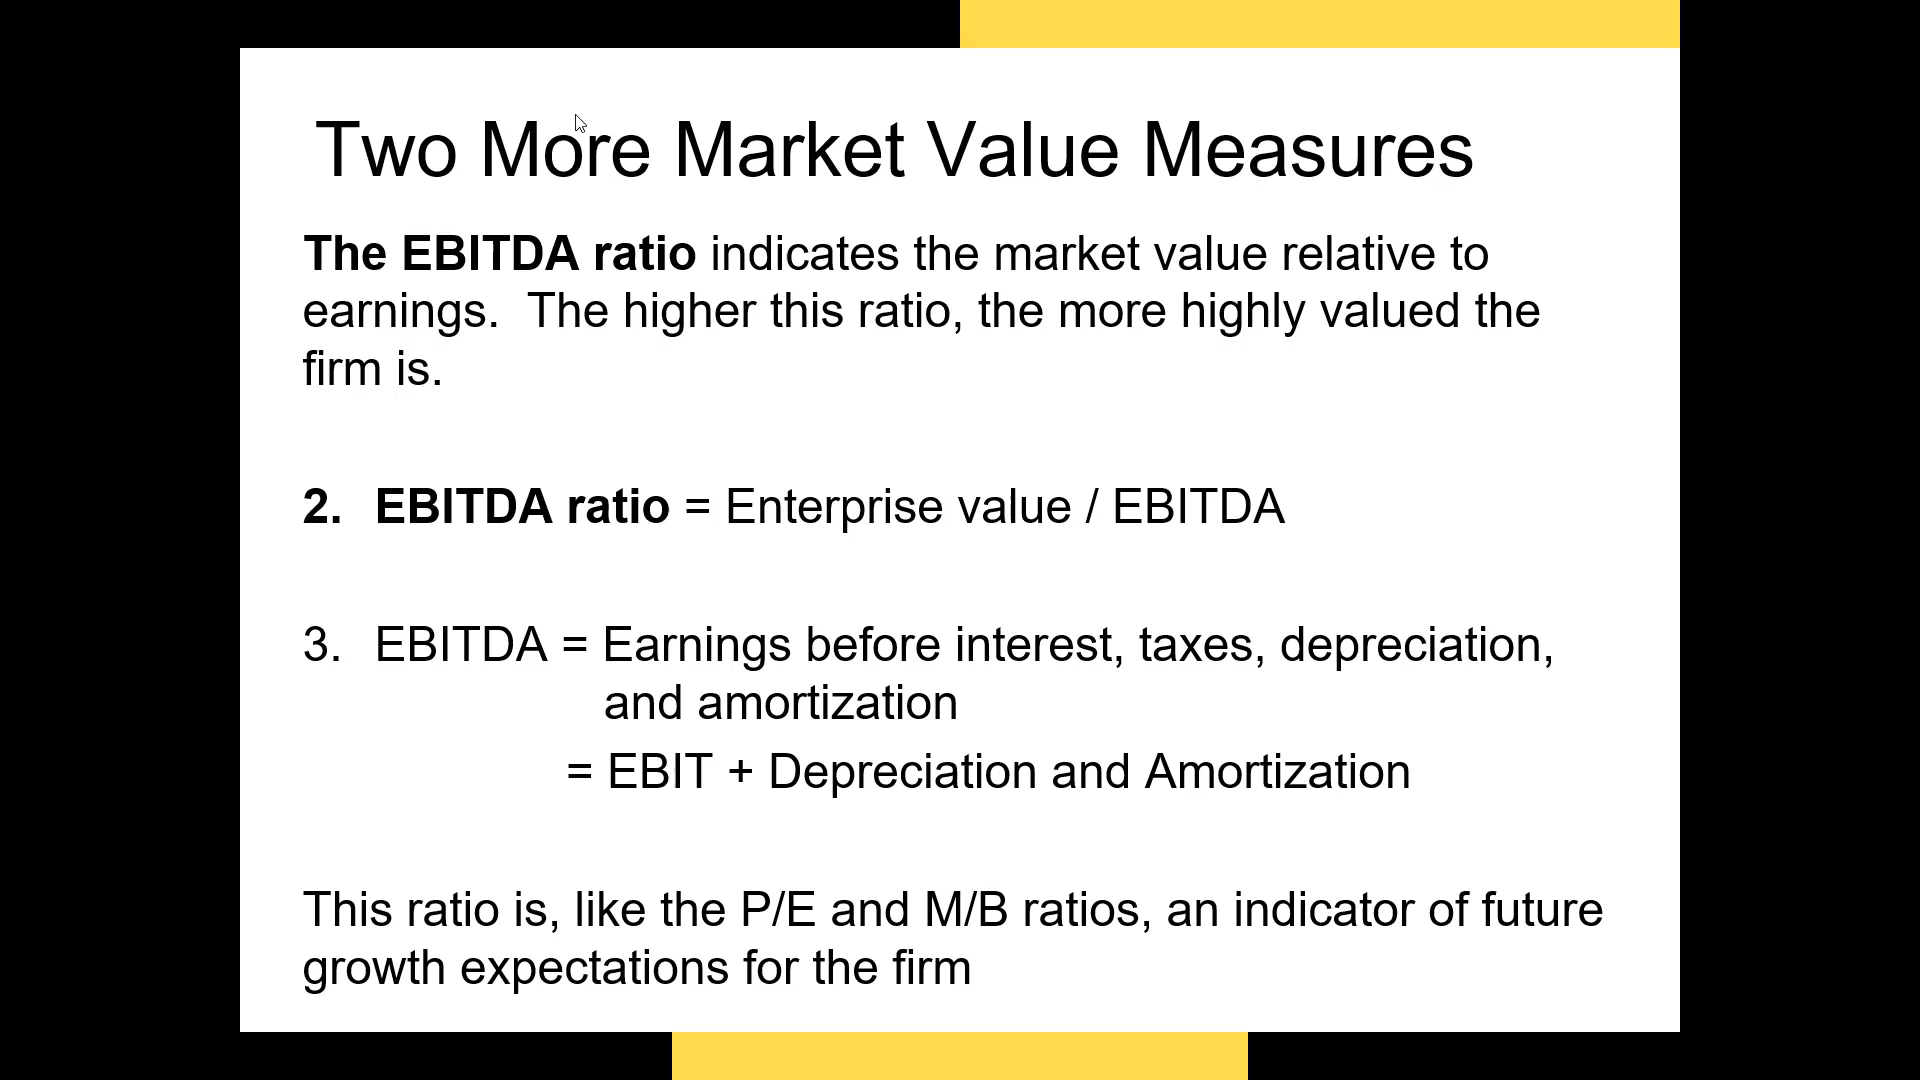 Two More Market Value Measures
The EBITDA ratio indicates the market value relative to
earnings.  The higher this ratio, the more highly valued the
firm is.
2. EBITDA ratio = Enterprise value / EBITDA
3. EBITDA = Earnings before interest, taxes, depreciation,
and amortization
= EBIT + Depreciation and Amortization
This ratio is, like the P/E and M/B ratios, an indicator of future
growth expectations for the firm